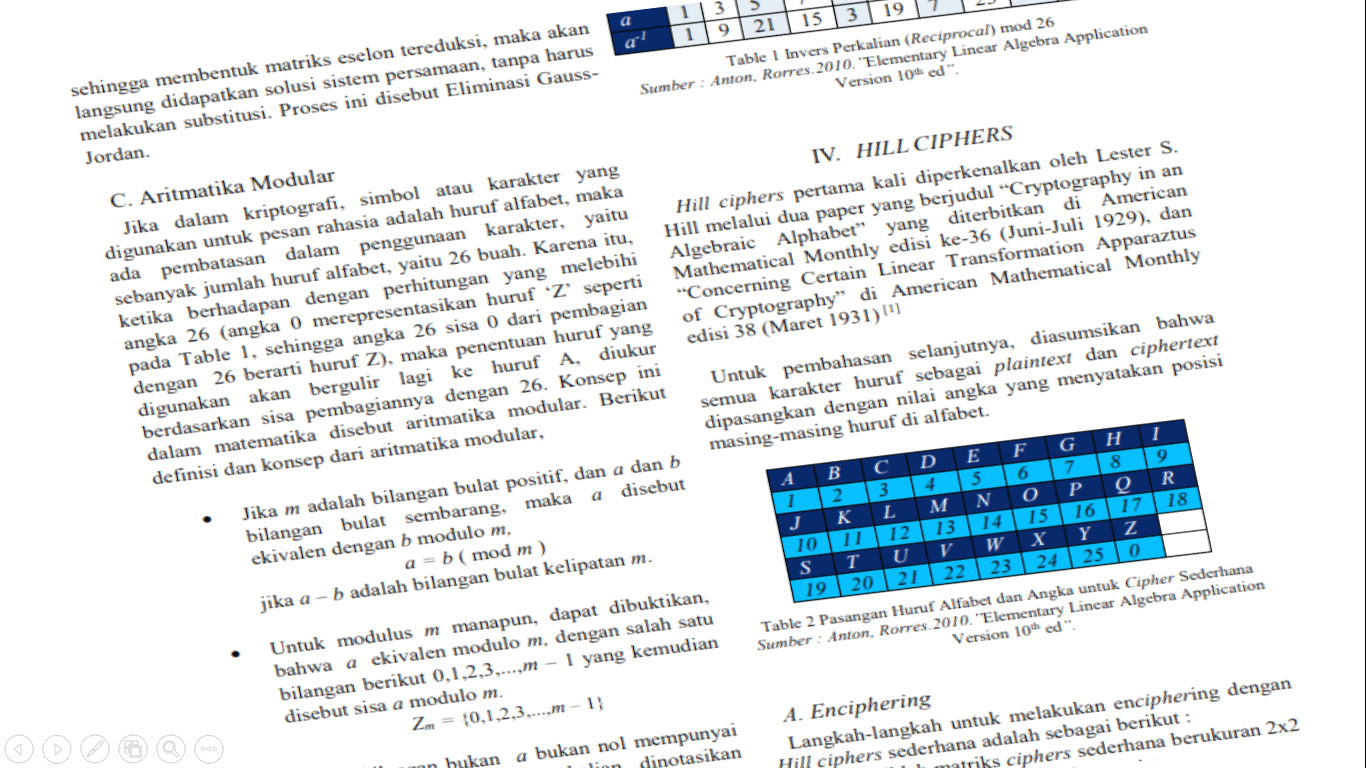 sehingga membentuk matriks eselon tereduksi, maka akan
langsung didapatkan solusi sistem persamaan, tanpa harus
melakukan substitusi. Proses ini disebut Eliminasi Gauss-
Jordan.
C. Aritmatika Modular
Jika dalam kriptografi, simbol atau karakter yang
digunakan untuk pesan rahasia adalah huruf alfabet, maka
ada pembatasan dalam penggunaan karakter, yaitu
sebanyak jumlah huruf alfabet, yaitu 26 buah. Karena itu,
ketika berhadapan dengan perhitungan yang melebihi
angka 26 (angka 0 merepresentasikan huruf ‘Z’ seperti
pada Table 1, sehingga angka 26 sisa 0 dari pembagian
dengan 26 berarti huruf Z), maka penentuan huruf yang
digunakan akan bergulir lagi ke huruf A, diukur
berdasarkan sisa pembagiannya dengan 26. Konsep ini
dalam matematika disebut aritmatika modular. Berikut
definisi dan konsep dari aritmatika modular,
• Jika m adalah bilangan bulat positif, dan a dan b
bilangan bulat sembarang, maka a disebut
ekivalen dengan b modulo m,
a = b ( mod m )
jika a – b adalah bilangan bulat kelipatan m.
• Untuk modulus m manapun, dapat dibuktikan,
bahwa a ekivalen modulo m, dengan salah satu
bilangan berikut 0,1,2,3,...,m – 1 yang kemudian
disebut sisa a modulo m.
Zm = {0,1,2,3,...,m – 1}
bukan a bukan nol mempunyai
dinotasikan
a 1 3 5
a-1 1 9 21 15 3 19 7
Table 1 Invers Perkalian (Reciprocal) mod 26
Sumber : Anton, Rorres.2010."Elementary Linear Algebra Application
Version 10th ed".
IV. HILL CIPHERS
Hill ciphers pertama kali diperkenalkan oleh Lester S.
Hill melalui dua paper yang berjudul “Cryptography in an
Algebraic Alphabet” yang diterbitkan di American
Mathematical Monthly edisi ke-36 (Juni-Juli 1929), dan
“Concerning Certain Linear Transformation Apparaztus
of Cryptography” di American Mathematical Monthly
edisi 38 (Maret 1931)[1]
Untuk pembahasan selanjutnya, diasumsikan bahwa
semua karakter huruf sebagai plaintext dan ciphertext
dipasangkan dengan nilai angka yang menyatakan posisi
masing-masing huruf di alfabet.
A B C D E F G H I
1 2 3 4 5 6 7 8 9
J K L M N O P Q R
10 11 12 13 14 15 16 17 18
S T U V W X Y Z
19 20 21 22 23 24 25 0
Table 2 Pasangan Huruf Alfabet dan Angka untuk Cipher Sederhana
Sumber : Anton, Rorres.2010."Elementary Linear Algebra Application
Version 10th ed".
A. Enciphering
Langkah-langkah untuk melakukan enciphering dengan
Hill ciphers sederhana adalah sebagai berikut :
matriks ciphers sederhana berukuran 2x2